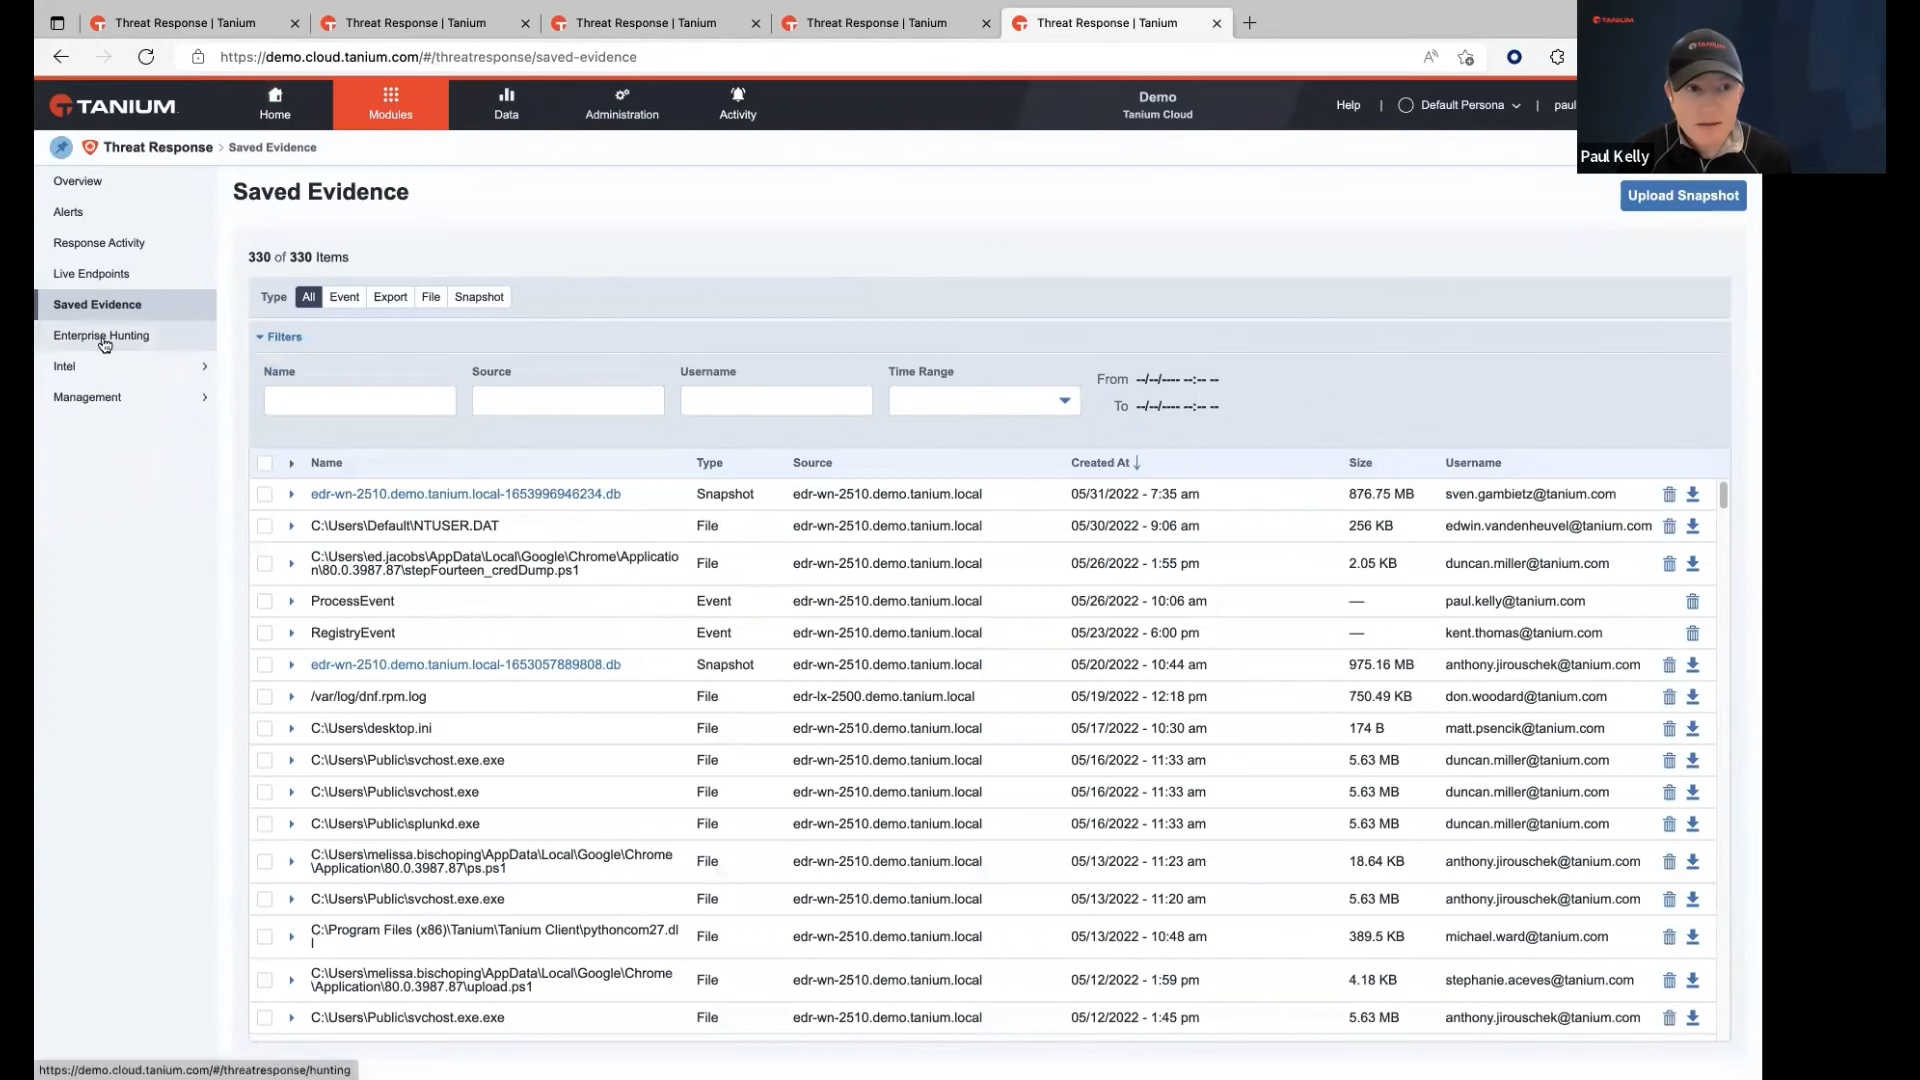 Threat Response | Tanium
Threat Response | Tanium
Threat Response | Tanium
Threat Response | Tanium
Threat Response | Tanium
https://demo.cloud.tanium.com/#/threatresponse/saved-evidence
TANIUM
Home
Modules
Data
Administration
Activity
Demo
Tanium Cloud
Help | Default Persona | paul
TANIUM
TANIUM
Paul Kelly
Threat Response > Saved Evidence
Overview
Alerts
Response Activity
Live Endpoints
Saved Evidence
Enterprise Hunting
Intel
Management
Saved Evidence
Upload Snapshot
330 of 330 Items
Type All Event Export File Snapshot
Filters
Name Source Username Time Range
From --/--/---- --:-- --
To --/--/---- --:-- --
Name Type Source Created At Size Username
edr-wn-2510.demo.tanium.local-1653996946234.db Snapshot edr-wn-2510.demo.tanium.local 05/31/2022 - 7:35 am 876.75 MB sven.gambietz@tanium.com
C:\Users\Default\NTUSER.DAT File edr-wn-2510.demo.tanium.local 05/30/2022 - 9:06 am 256 KB edwin.vandenheuvel@tanium.com
C:\Users\ed.jacobs\AppData\Local\Google\Chrome\Applicatio
n\80.0.3987.87\stepFourteen_credDump.ps1 File edr-wn-2510.demo.tanium.local 05/26/2022 - 1:55 pm 2.05 KB duncan.miller@tanium.com
ProcessEvent Event edr-wn-2510.demo.tanium.local 05/26/2022 - 10:06 am — paul.kelly@tanium.com
RegistryEvent Event edr-wn-2510.demo.tanium.local 05/23/2022 - 6:00 pm — kent.thomas@tanium.com
edr-wn-2510.demo.tanium.local-1653057889808.db Snapshot edr-wn-2510.demo.tanium.local 05/20/2022 - 10:44 am 975.16 MB anthony.jirouschek@tanium.com
/var/log/dnf.rpm.log File edr-lx-2500.demo.tanium.local 05/19/2022 - 12:18 pm 750.49 KB don.woodard@tanium.com
C:\Users\desktop.ini File edr-wn-2510.demo.tanium.local 05/17/2022 - 10:30 am 174 B matt.psencik@tanium.com
C:\Users\Public\svchost.exe.exe File edr-wn-2510.demo.tanium.local 05/16/2022 - 11:33 am 5.63 MB duncan.miller@tanium.com
C:\Users\Public\svchost.exe File edr-wn-2510.demo.tanium.local 05/16/2022 - 11:33 am 5.63 MB duncan.miller@tanium.com
C:\Users\Public\splunkd.exe File edr-wn-2510.demo.tanium.local 05/16/2022 - 11:33 am 5.63 MB duncan.miller@tanium.com
C:\Users\melissa.bischoping\AppData\Local\Google\Chrome
\Application\80.0.3987.87\ps.ps1 File edr-wn-2510.demo.tanium.local 05/13/2022 - 11:23 am 18.64 KB anthony.jirouschek@tanium.com
C:\Users\Public\svchost.exe.exe File edr-wn-2510.demo.tanium.local 05/13/2022 - 11:20 am 5.63 MB anthony.jirouschek@tanium.com
C:\Program Files (x86)\Tanium\Tanium Client\pythoncom27.dl
l File edr-wn-2510.demo.tanium.local 05/13/2022 - 10:48 am 389.5 KB michael.ward@tanium.com
C:\Users\melissa.bischoping\AppData\Local\Google\Chrome
\Application\80.0.3987.87\upload.ps1 File edr-wn-2510.demo.tanium.local 05/12/2022 - 1:59 pm 4.18 KB stephanie.aceves@tanium.com
C:\Users\Public\svchost.exe.exe File edr-wn-2510.demo.tanium.local 05/12/2022 - 1:45 pm 5.63 MB anthony.jirouschek@tanium.com
https://demo.cloud.tanium.com/#/threatresponse/hunting